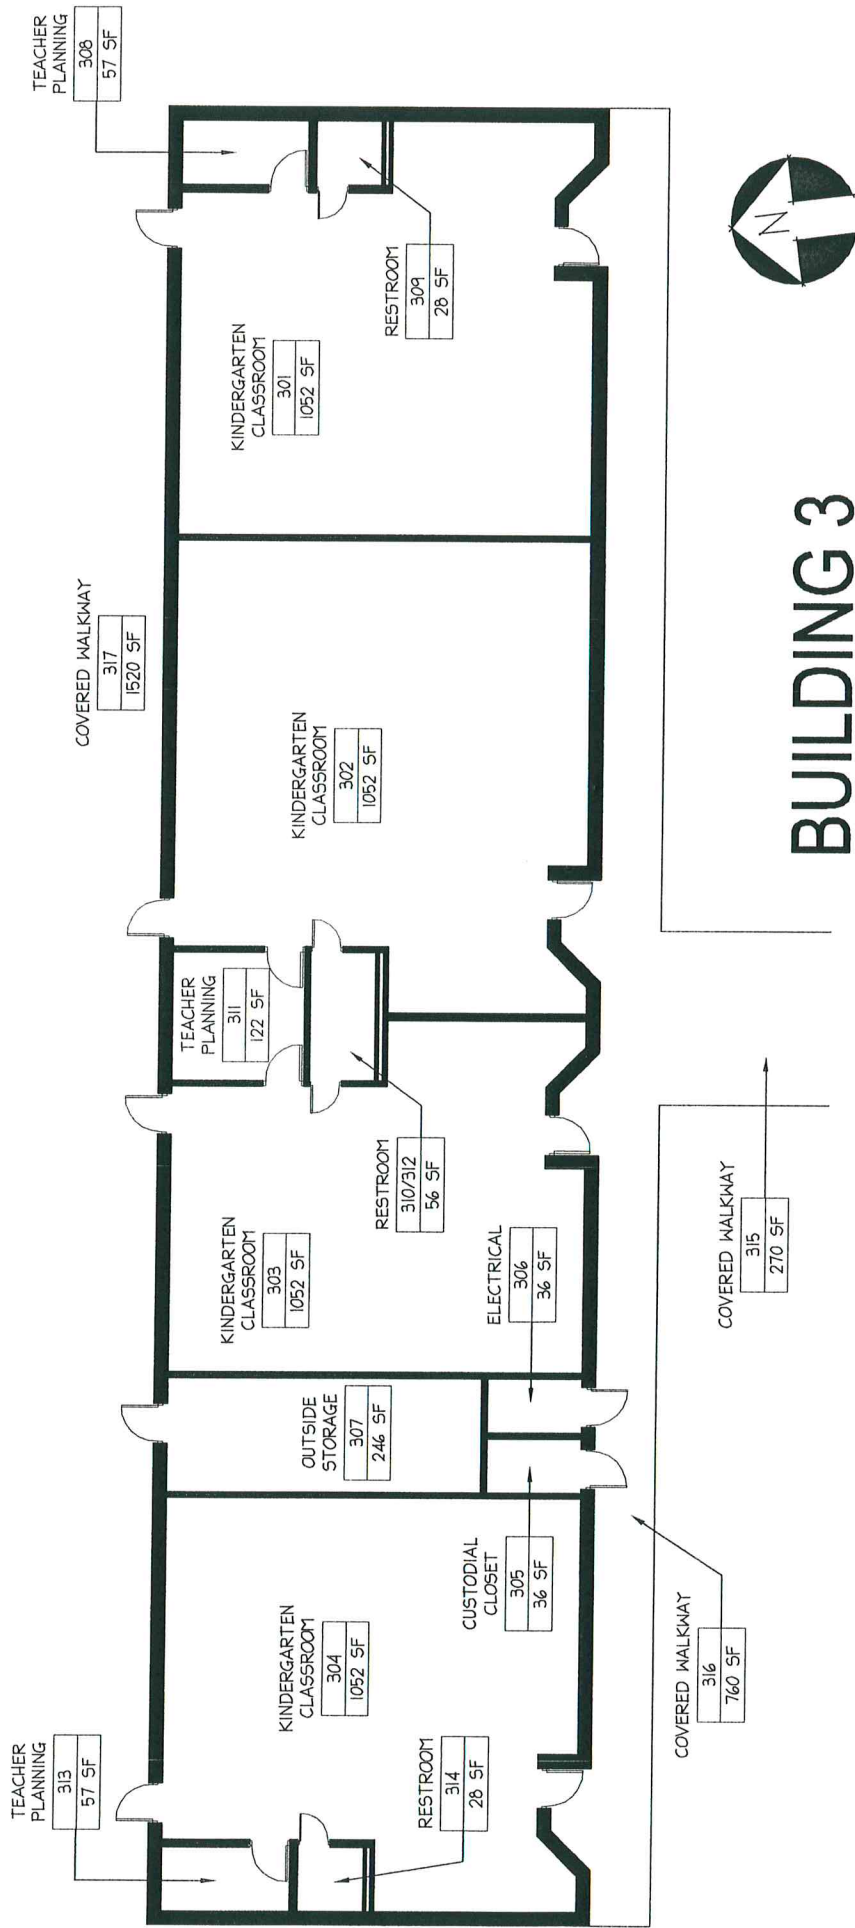 TEACHER
PLANNING
308
57 SF
COVERED WALKWAY
317
1520 SF
KINDERGARTEN
CLASSROOM
301
1052 SF
RESTROOM
309
28 SF
KINDERGARTEN
CLASSROOM
302
1052 SF
TEACHER
PLANNING
311
122 SF
RESTROOM
310/312
56 SF
KINDERGARTEN
CLASSROOM
303
1052 SF
ELECTRICAL
306
36 SF
OUTSIDE
STORAGE
307
246 SF
CUSTODIAL
CLOSET
305
36 SF
KINDERGARTEN
CLASSROOM
304
1052 SF
TEACHER
PLANNING
313
57 SF
RESTROOM
314
28 SF
COVERED WALKWAY
316
760 SF
COVERED WALKWAY
315
270 SF
N
BUILDING 3